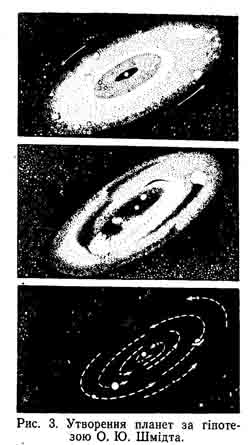 Рис. 3. Утворення планет за гіпоте-
зою О. Ю. Шмідта.